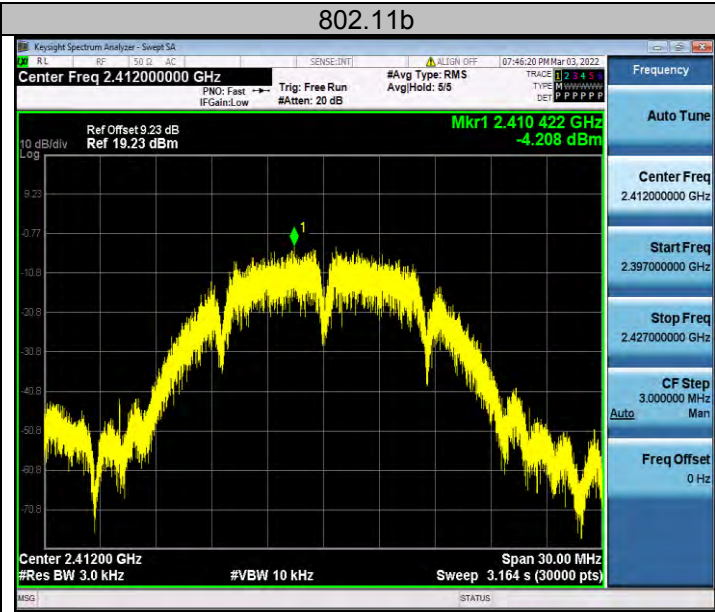 802.11b
Keysight Spectrum Analyzer - Swept SA
RL RF 50 Ω AC SENSE:INT ALIGN OFF 07:46:20 PM Mar 03, 2022
Center Freq 2.412000000 GHz
PNO: Fast
IFGain:Low
Trig: Free Run
#Atten: 20 dB
#Avg Type: RMS
Avg|Hold: 5/5
TRACE 1 2 3 4 5 6
TYPE M W W W W W
DET P P P P P P
Mkr1 2.410 422 GHz
-4.208 dBm
Ref Offset 9.23 dB
10 dB/div Ref 19.23 dBm
Log
9.23
-0.77
-10.8
-20.8
-30.8
-40.8
-50.8
-60.8
-70.8
1
Center 2.41200 GHz Span 30.00 MHz
#Res BW 3.0 kHz #VBW 10 kHz Sweep 3.164 s (30000 pts)
MSG STATUS
Frequency
Auto Tune
Center Freq
2.412000000 GHz
Start Freq
2.397000000 GHz
Stop Freq
2.427000000 GHz
CF Step
3.000000 MHz
Auto Man
Freq Offset
0 Hz